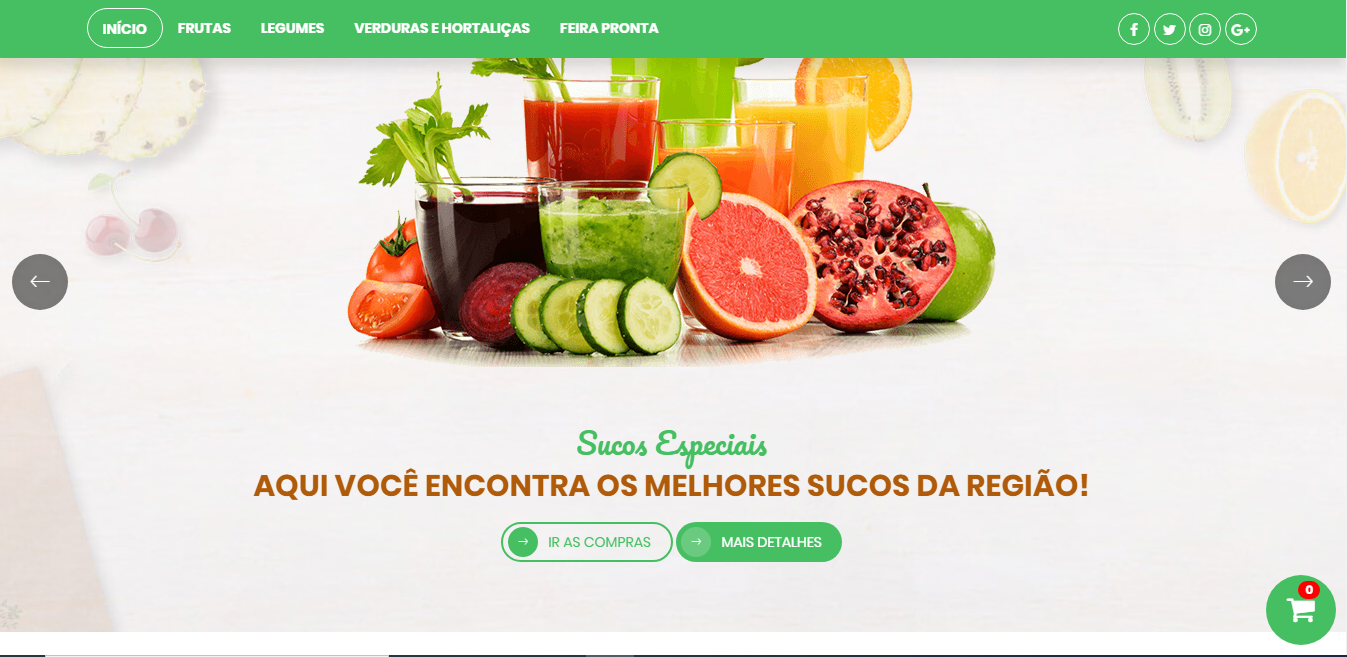 INÍCIO FRUTAS LEGUMES VERDURAS E HORTALIÇAS FEIRA PRONTA
Sucos Especiais
AQUI VOCÊ ENCONTRA OS MELHORES SUCOS DA REGIÃO!
IR AS COMPRAS MAIS DETALHES
0